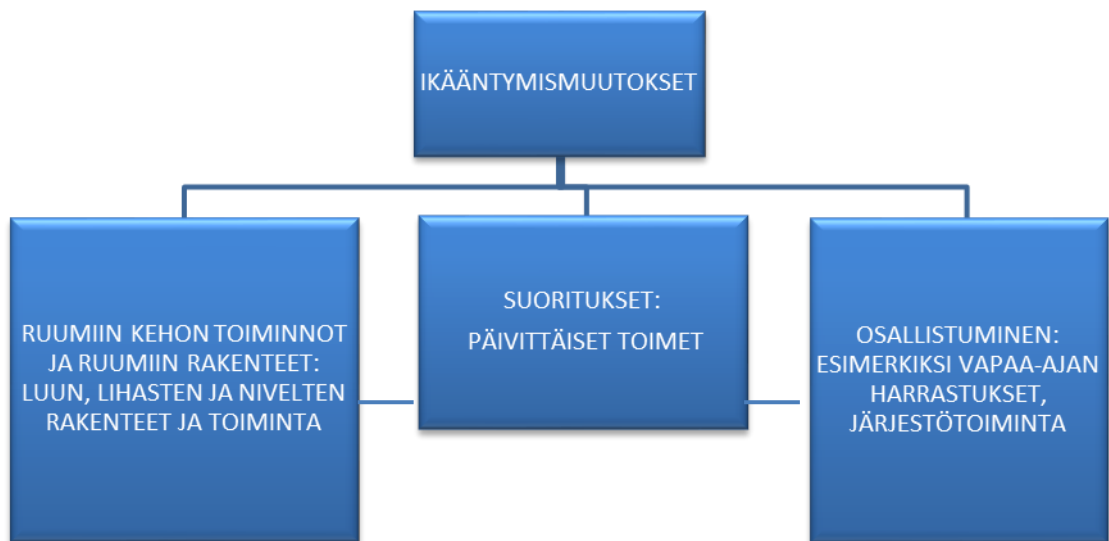 IKÄÄNTYMISMUUTOKSET
RUUMIIN KEHON TOIMINNOT
JA RUUMIIN RAKENTEET:
LUUN, LIHASTEN JA NIVELTEN
RAKENTEET JA TOIMINTA
SUORITUKSET:
PÄIVITTÄISET TOIMET
OSALLISTUMINEN:
ESIMERKIKSI VAPAA-AJAN
HARRASTUKSET,
JÄRJESTÖTOIMINTA